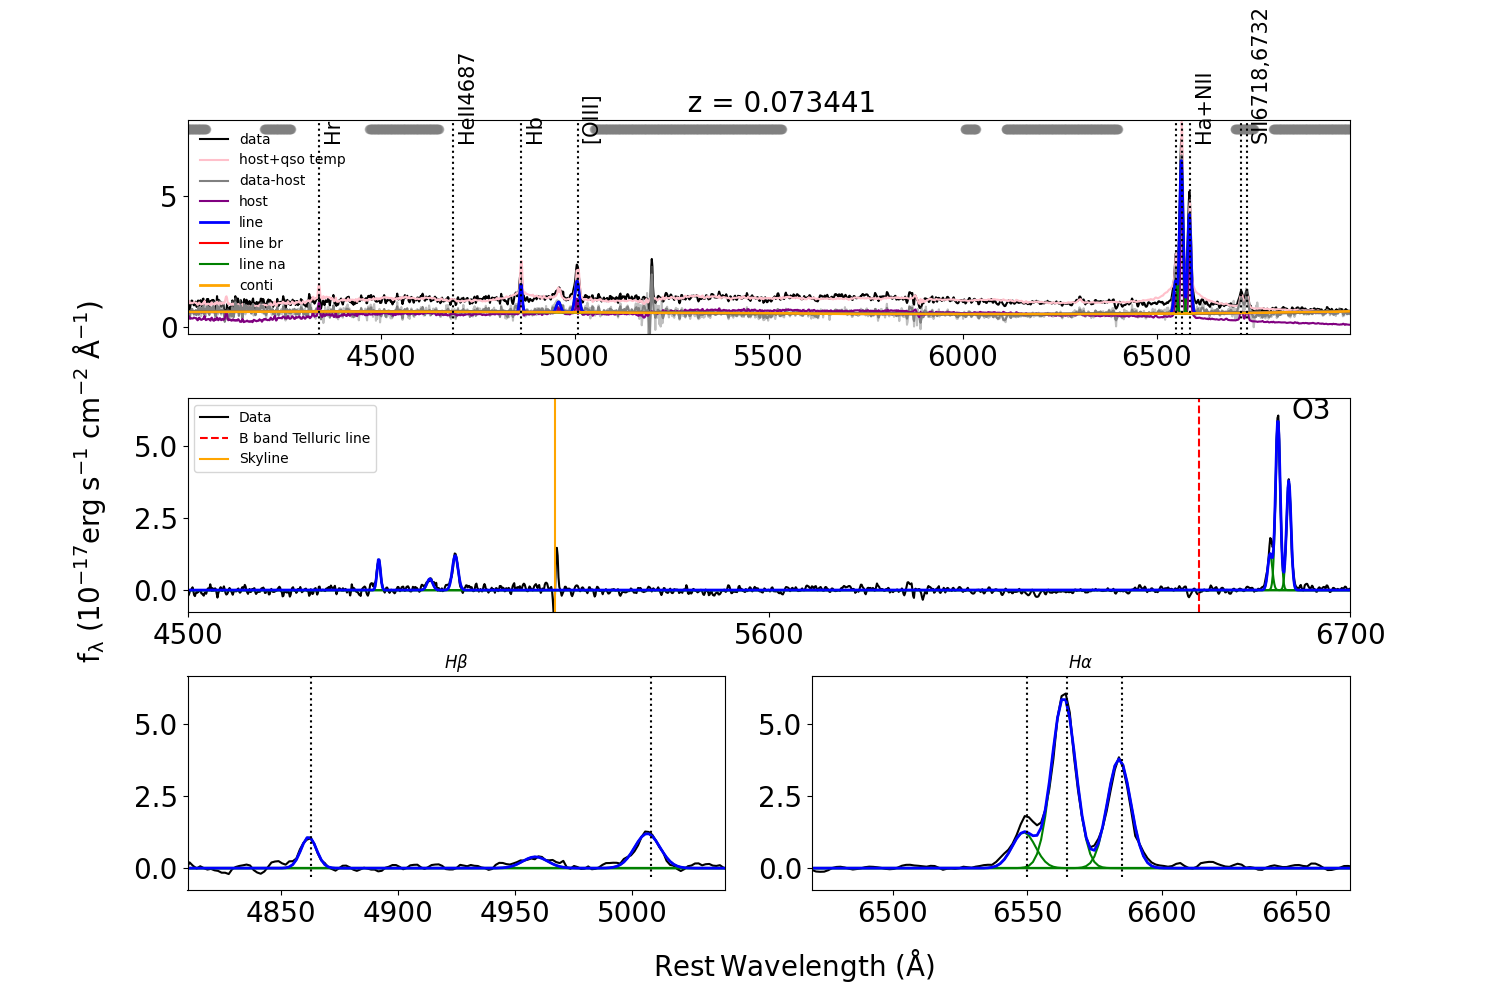 z = 0.073441
Hr
HeII4687
Hb
[OIII]
Ha+NII
SII6718,6732
data
host+qso temp
data-host
host
line
line br
line na
conti
5
0
4500
5000
5500
6000
6500
Data
B band Telluric line
Skyline
O3
5.0
2.5
0.0
4500
5600
6700
fλ (10⁻¹⁷erg s⁻¹ cm⁻² Å⁻¹)
Hβ
5.0
2.5
0.0
4850
4900
4950
5000
Hα
5.0
2.5
0.0
6500
6550
6600
6650
Rest Wavelength (Å)